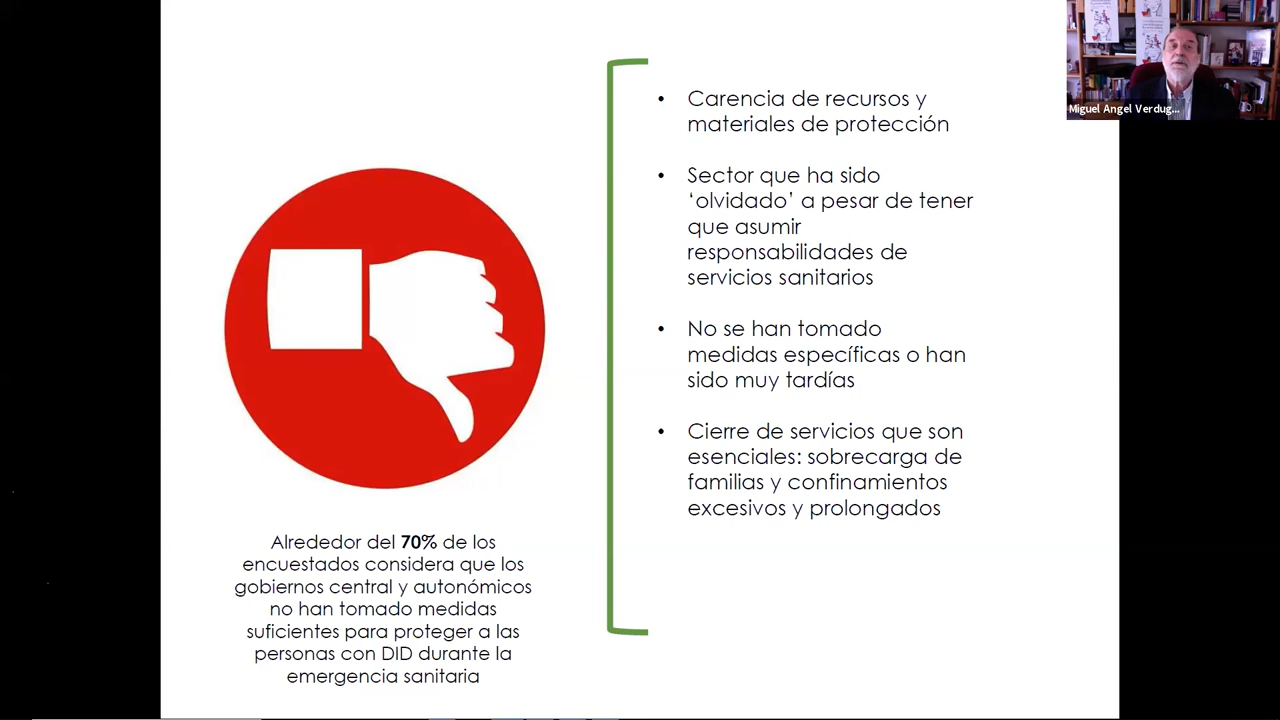 Miguel Angel Verdug...
• Carencia de recursos y
materiales de protección
• Sector que ha sido
‘olvidado’ a pesar de tener
que asumir
responsabilidades de
servicios sanitarios
• No se han tomado
medidas específicas o han
sido muy tardías
• Cierre de servicios que son
esenciales: sobrecarga de
familias y confinamientos
excesivos y prolongados
Alrededor del 70% de los
encuestados considera que los
gobiernos central y autonómicos
no han tomado medidas
suficientes para proteger a las
personas con DID durante la
emergencia sanitaria